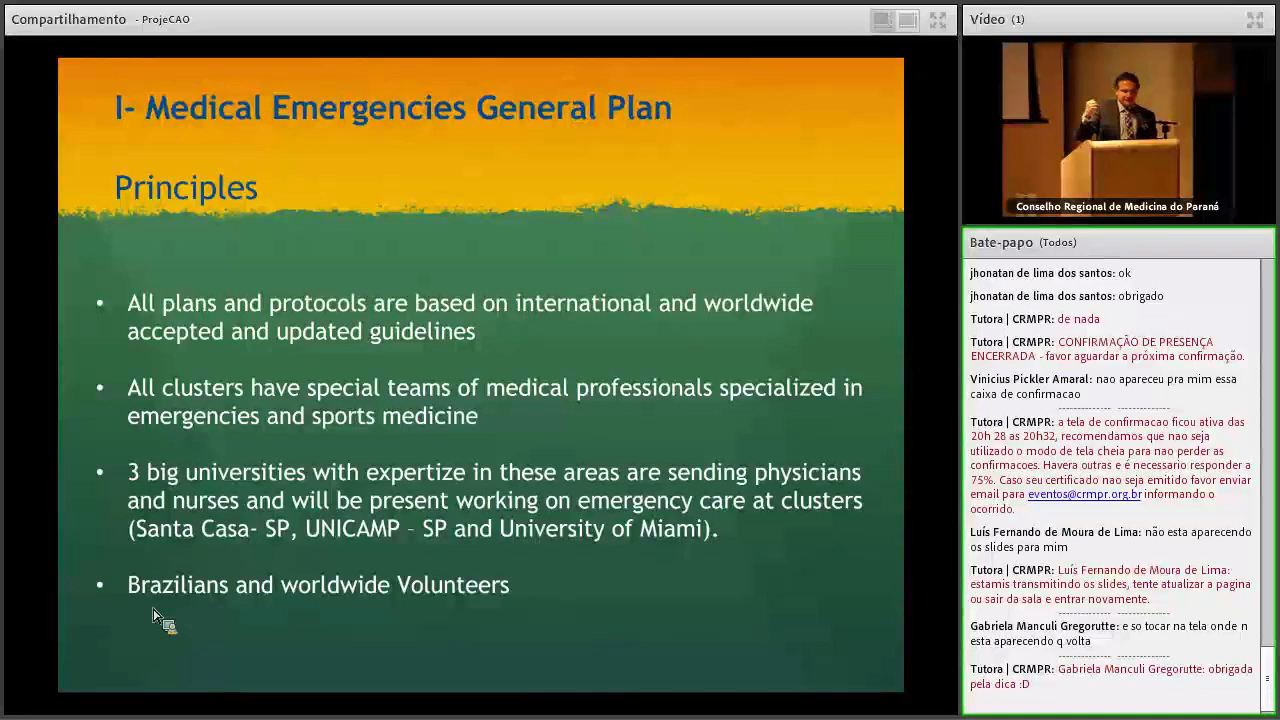 Compartilhamento - ProjeCAO
I- Medical Emergencies General Plan
Principles
• All plans and protocols are based on international and worldwide
accepted and updated guidelines
• All clusters have special teams of medical professionals specialized in
emergencies and sports medicine
• 3 big universities with expertize in these areas are sending physicians
and nurses and will be present working on emergency care at clusters
(Santa Casa- SP, UNICAMP – SP and University of Miami).
• Brazilians and worldwide Volunteers
Vídeo (1)
Conselho Regional de Medicina do Paraná
Bate-papo (Todos)
jhonatan de lima dos santos: ok
jhonatan de lima dos santos: obrigado
Tutora | CRMPR: de nada
Tutora | CRMPR: CONFIRMAÇÃO DE PRESENÇA
ENCERRADA - favor aguardar a próxima confirmação.
Vinicius Pickler Amaral: nao apareceu pra mim essa
caixa de confirmacao
------------- -------------
Tutora | CRMPR: a tela de confirmacao ficou ativa das
20h 28 as 20h32, recomendamos que nao seja
utilizado o modo de tela cheia para nao perder as
confirmacoes. Havera outras e é necessario responder a
75%. Caso seu certificado nao seja emitido favor enviar
email para eventos@crmpr.org.br informando o
ocorrido.
------------- -------------
Luís Fernando de Moura de Lima: não esta aparecendo
os slides para mim
Tutora | CRMPR: Luís Fernando de Moura de Lima:
estamis transmitindo os slides, tente atualizar a pagina
ou sair da sala e entrar novamente.
------------- -------------
Gabriela Manculi Gregorutte: e so tocar na tela onde n
esta aparecendo q volta
------------- -------------
Tutora | CRMPR: Gabriela Manculi Gregorutte: obrigada
pela dica :D